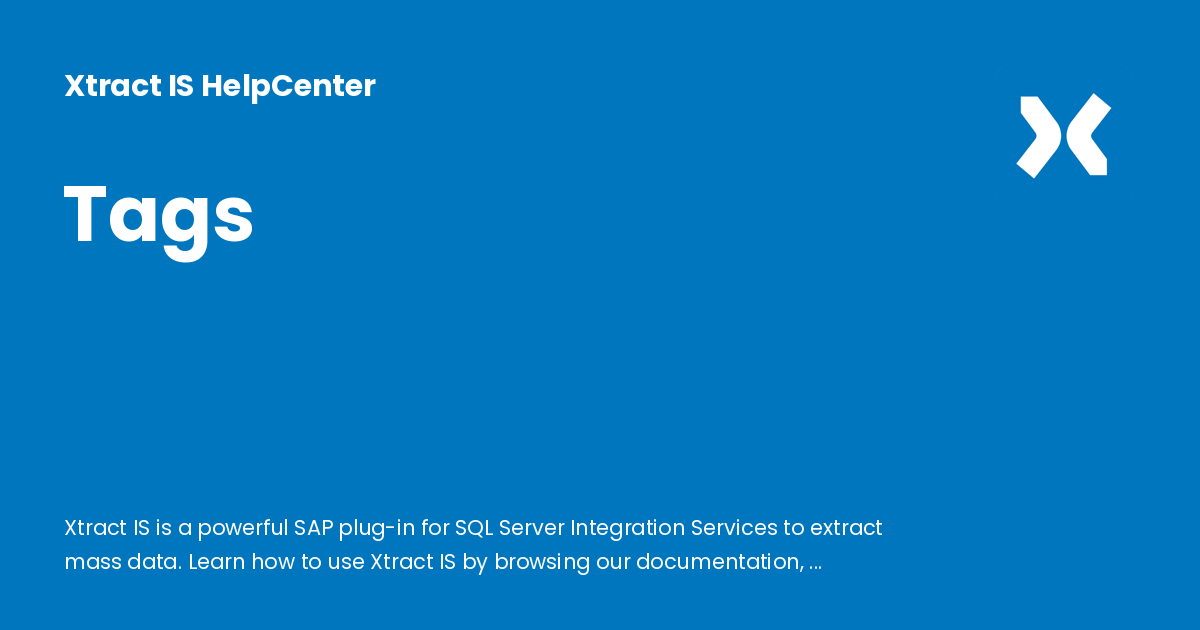 Xtract IS HelpCenter
Tags
Xtract IS is a powerful SAP plug-in for SQL Server Integration Services to extract
mass data. Learn how to use Xtract IS by browsing our documentation, ...